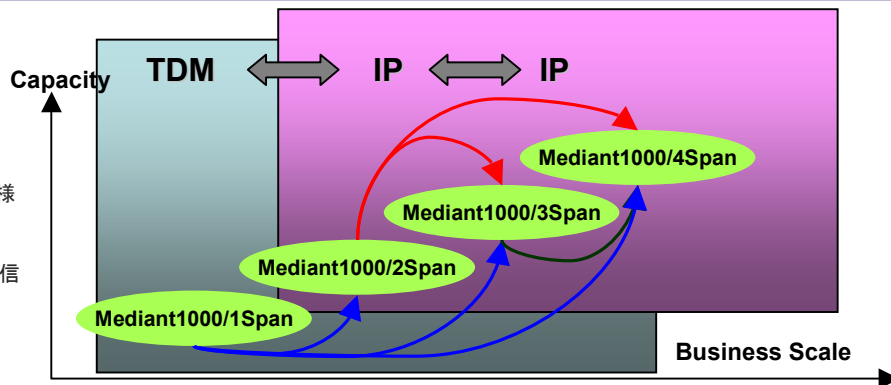 TDM IP IP
Capacity
Mediant1000/4Span
様
Mediant1000/3Span
信
Mediant1000/2Span
Mediant1000/1Span
Business Scale